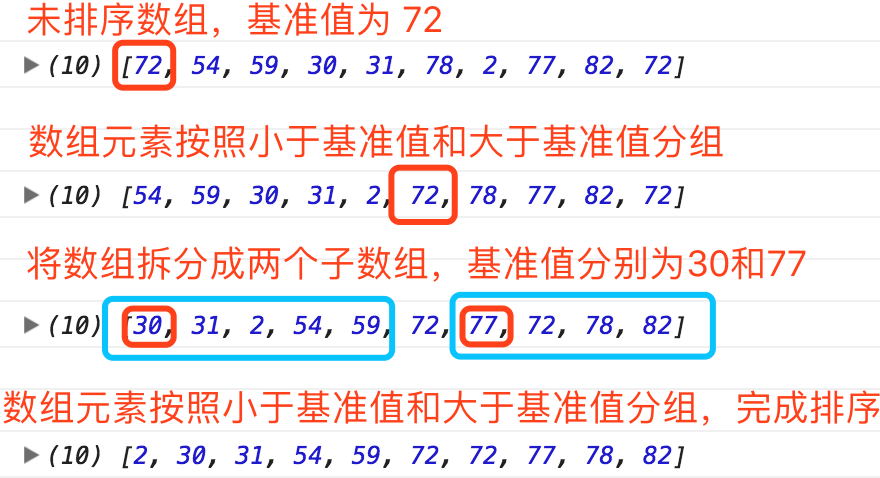 未排序数组，基准值为 72
▶ (10) [72, 54, 59, 30, 31, 78, 2, 77, 82, 72]
数组元素按照小于基准值和大于基准值分组
▶ (10) [54, 59, 30, 31, 2, 72, 78, 77, 82, 72]
将数组拆分成两个子数组，基准值分别为30和77
▶ (10) [30, 31, 2, 54, 59, 72, 77, 72, 78, 82]
数组元素按照小于基准值和大于基准值分组，完成排序
▶ (10) [2, 30, 31, 54, 59, 72, 72, 77, 78, 82]